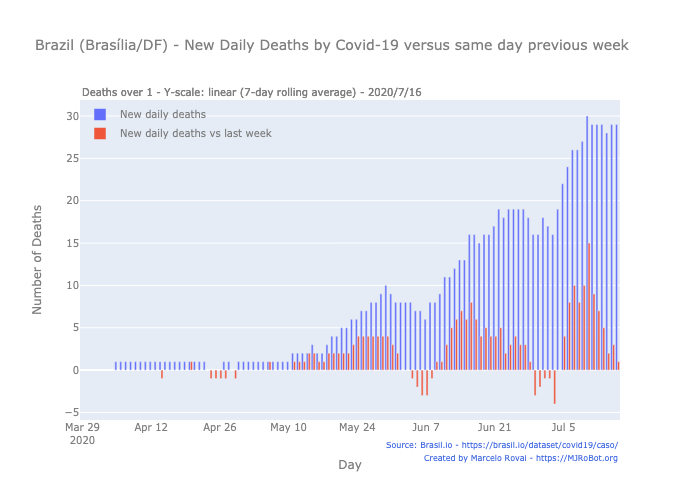 Brazil (Brasília/DF) - New Daily Deaths by Covid-19 versus same day previous week
Deaths over 1 - Y-scale: linear (7-day rolling average) - 2020/7/16
New daily deaths
New daily deaths vs last week
Number of Deaths
30
25
20
15
10
5
0
−5
Mar 29 Apr 12 Apr 26 May 10 May 24 Jun 7 Jun 21 Jul 5
2020
Day
Source: Brasil.io - https://brasil.io/dataset/covid19/caso/
Created by Marcelo Rovai - https://MJRoBot.org